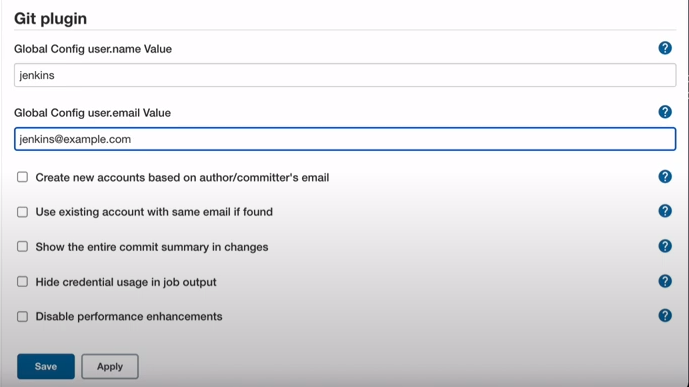 Git plugin
Global Config user.name Value
?
jenkins
Global Config user.email Value
?
jenkins@example.com
Create new accounts based on author/committer's email
?
Use existing account with same email if found
?
Show the entire commit summary in changes
?
Hide credential usage in job output
?
Disable performance enhancements
?
Save
Apply